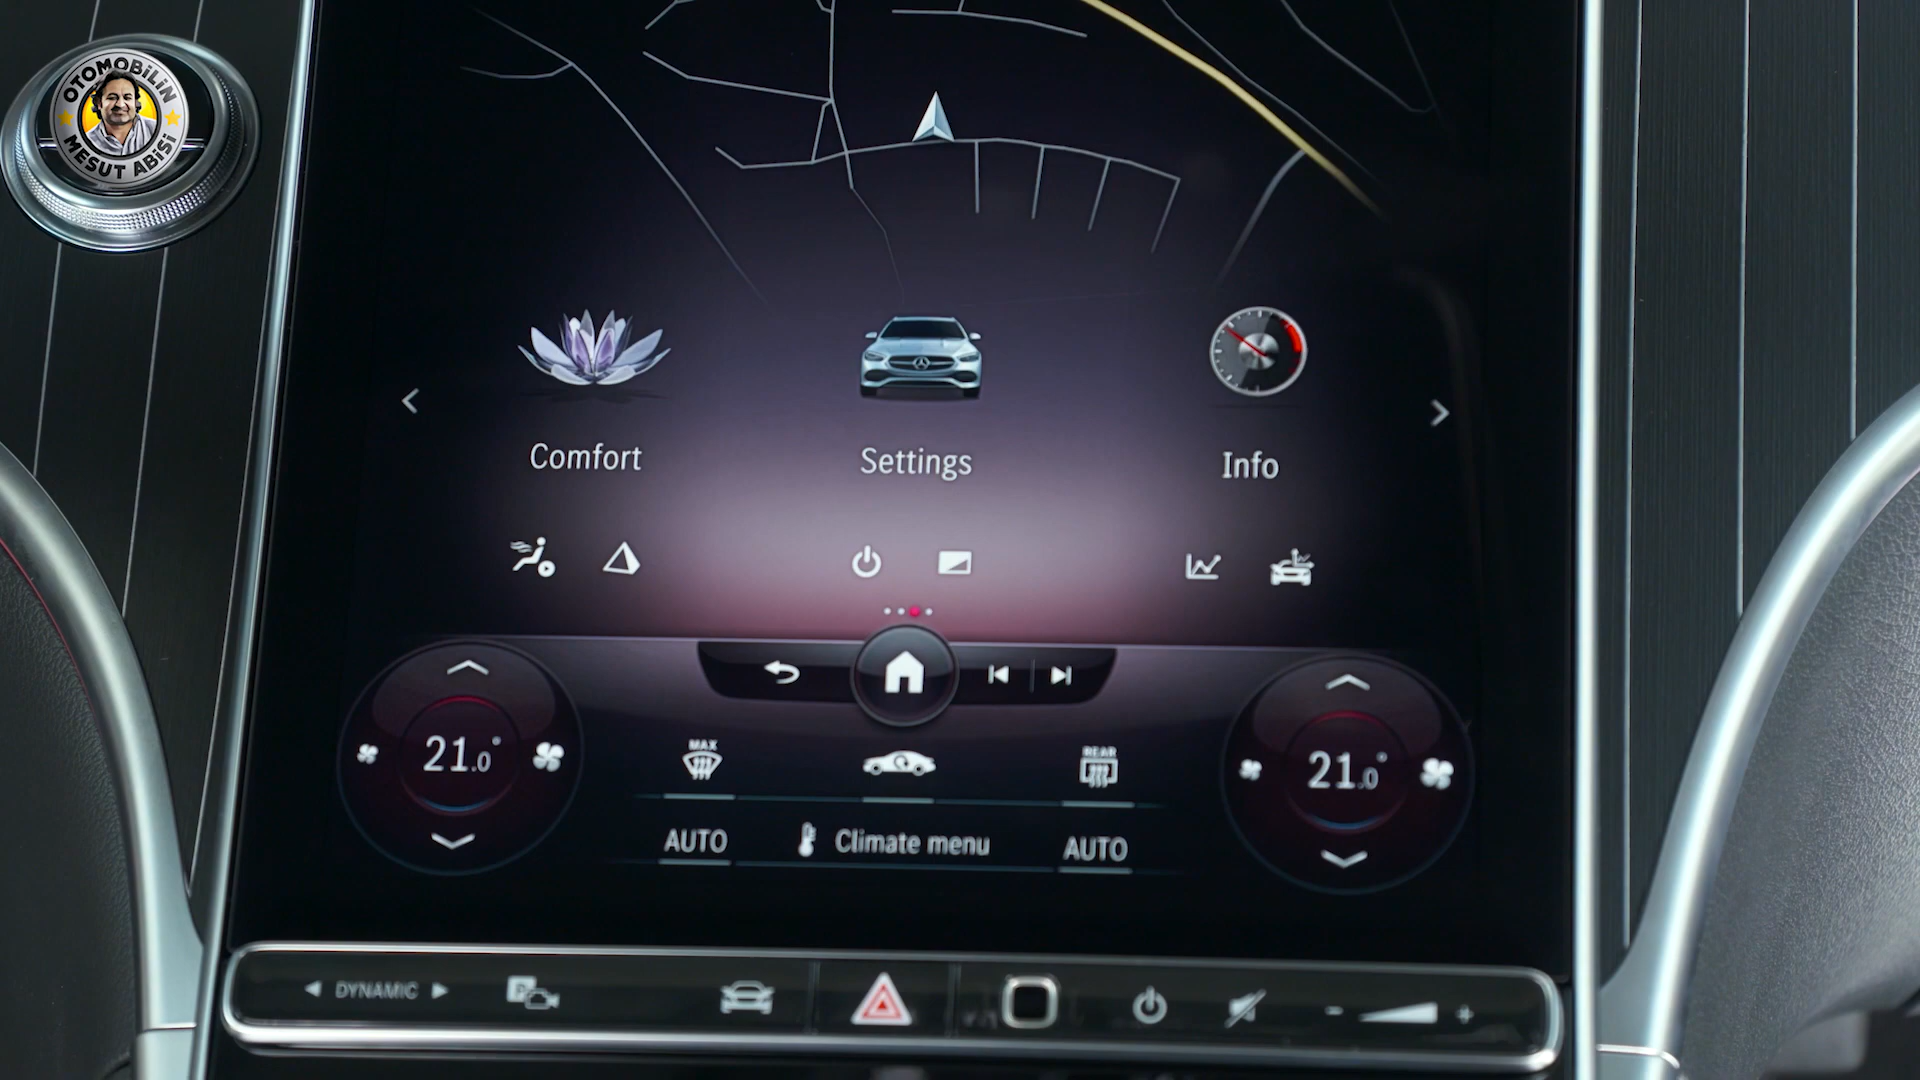 OTOMOBİLİN
MESUT ABİSİ
Comfort
Settings
Info
21.0°
MAX
REAR
21.0°
AUTO
Climate menu
AUTO
DYNAMIC
P